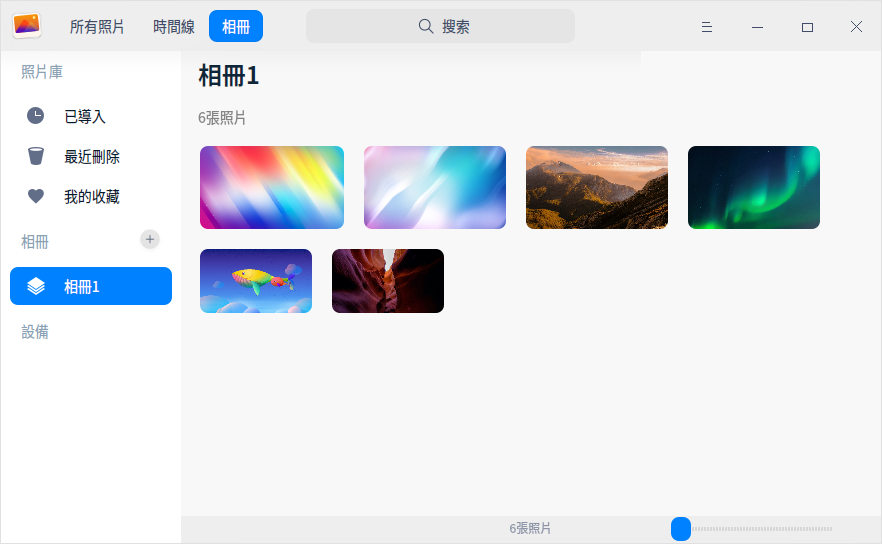 所有照片
時間線
相冊
搜索
照片庫
已導入
最近刪除
我的收藏
相冊
相冊1
設備
相冊1
6張照片
6張照片